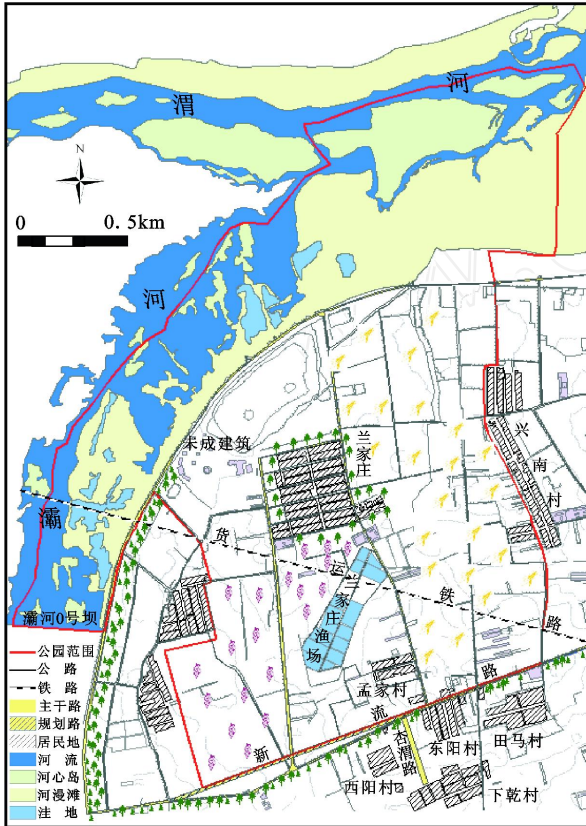 渭 河
N
0 0.5km
河
灞
未成建筑
兰家庄
兴南村
货运铁路
兰家庄渔场
灞河0号坝
孟家村
新流路
杏渭路
东阳村
田马村
西阳村
下乾村
公园范围
公 路
铁 路
主干路
规划路
居民地
河 流
河心岛
河漫滩
洼 地